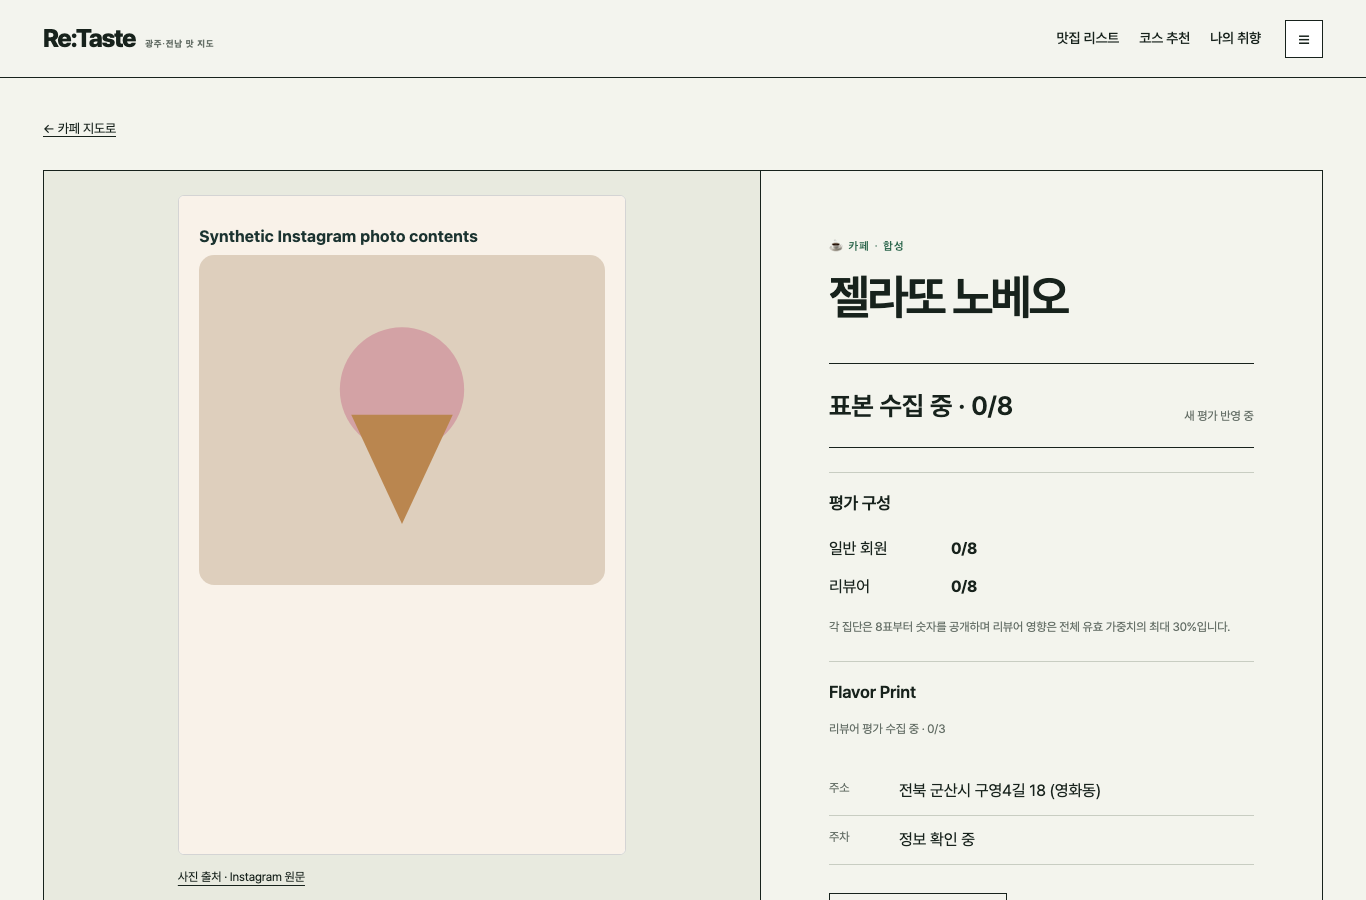 Re:Taste 광주·전남 맛 지도
맛집 리스트 코스 추천 나의 취향
← 카페 지도로
Synthetic Instagram photo contents
사진 출처 · Instagram 원문
카페 · 합성
젤라또 노베오
표본 수집 중 · 0/8
새 평가 반영 중
평가 구성
일반 회원 0/8
리뷰어 0/8
각 집단은 8표부터 숫자를 공개하며 리뷰어 영향은 전체 유효 가중치의 최대 30%입니다.
Flavor Print
리뷰어 평가 수집 중 · 0/3
주소 전북 군산시 구영4길 18 (영화동)
주차 정보 확인 중